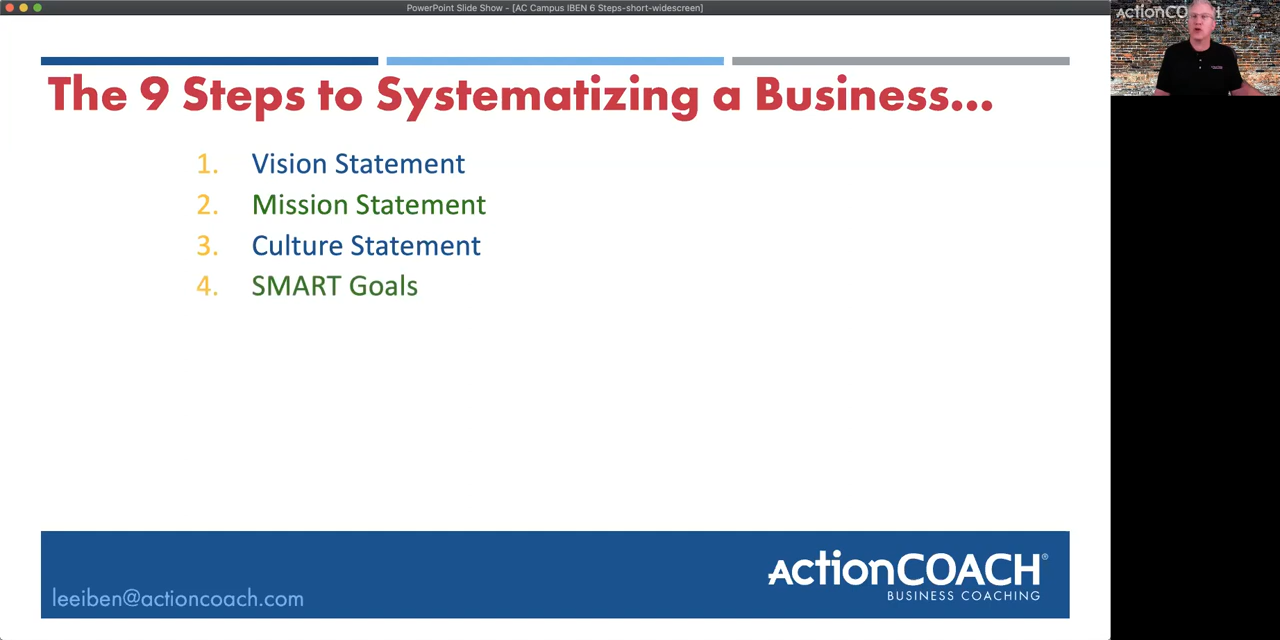 PowerPoint Slide Show - [AC Campus IBEN 6 Steps-short-widescreen]
actionCO
The 9 Steps to Systematizing a Business...
1. Vision Statement
2. Mission Statement
3. Culture Statement
4. SMART Goals
actionCOACH®
BUSINESS COACHING
leeiben@actioncoach.com